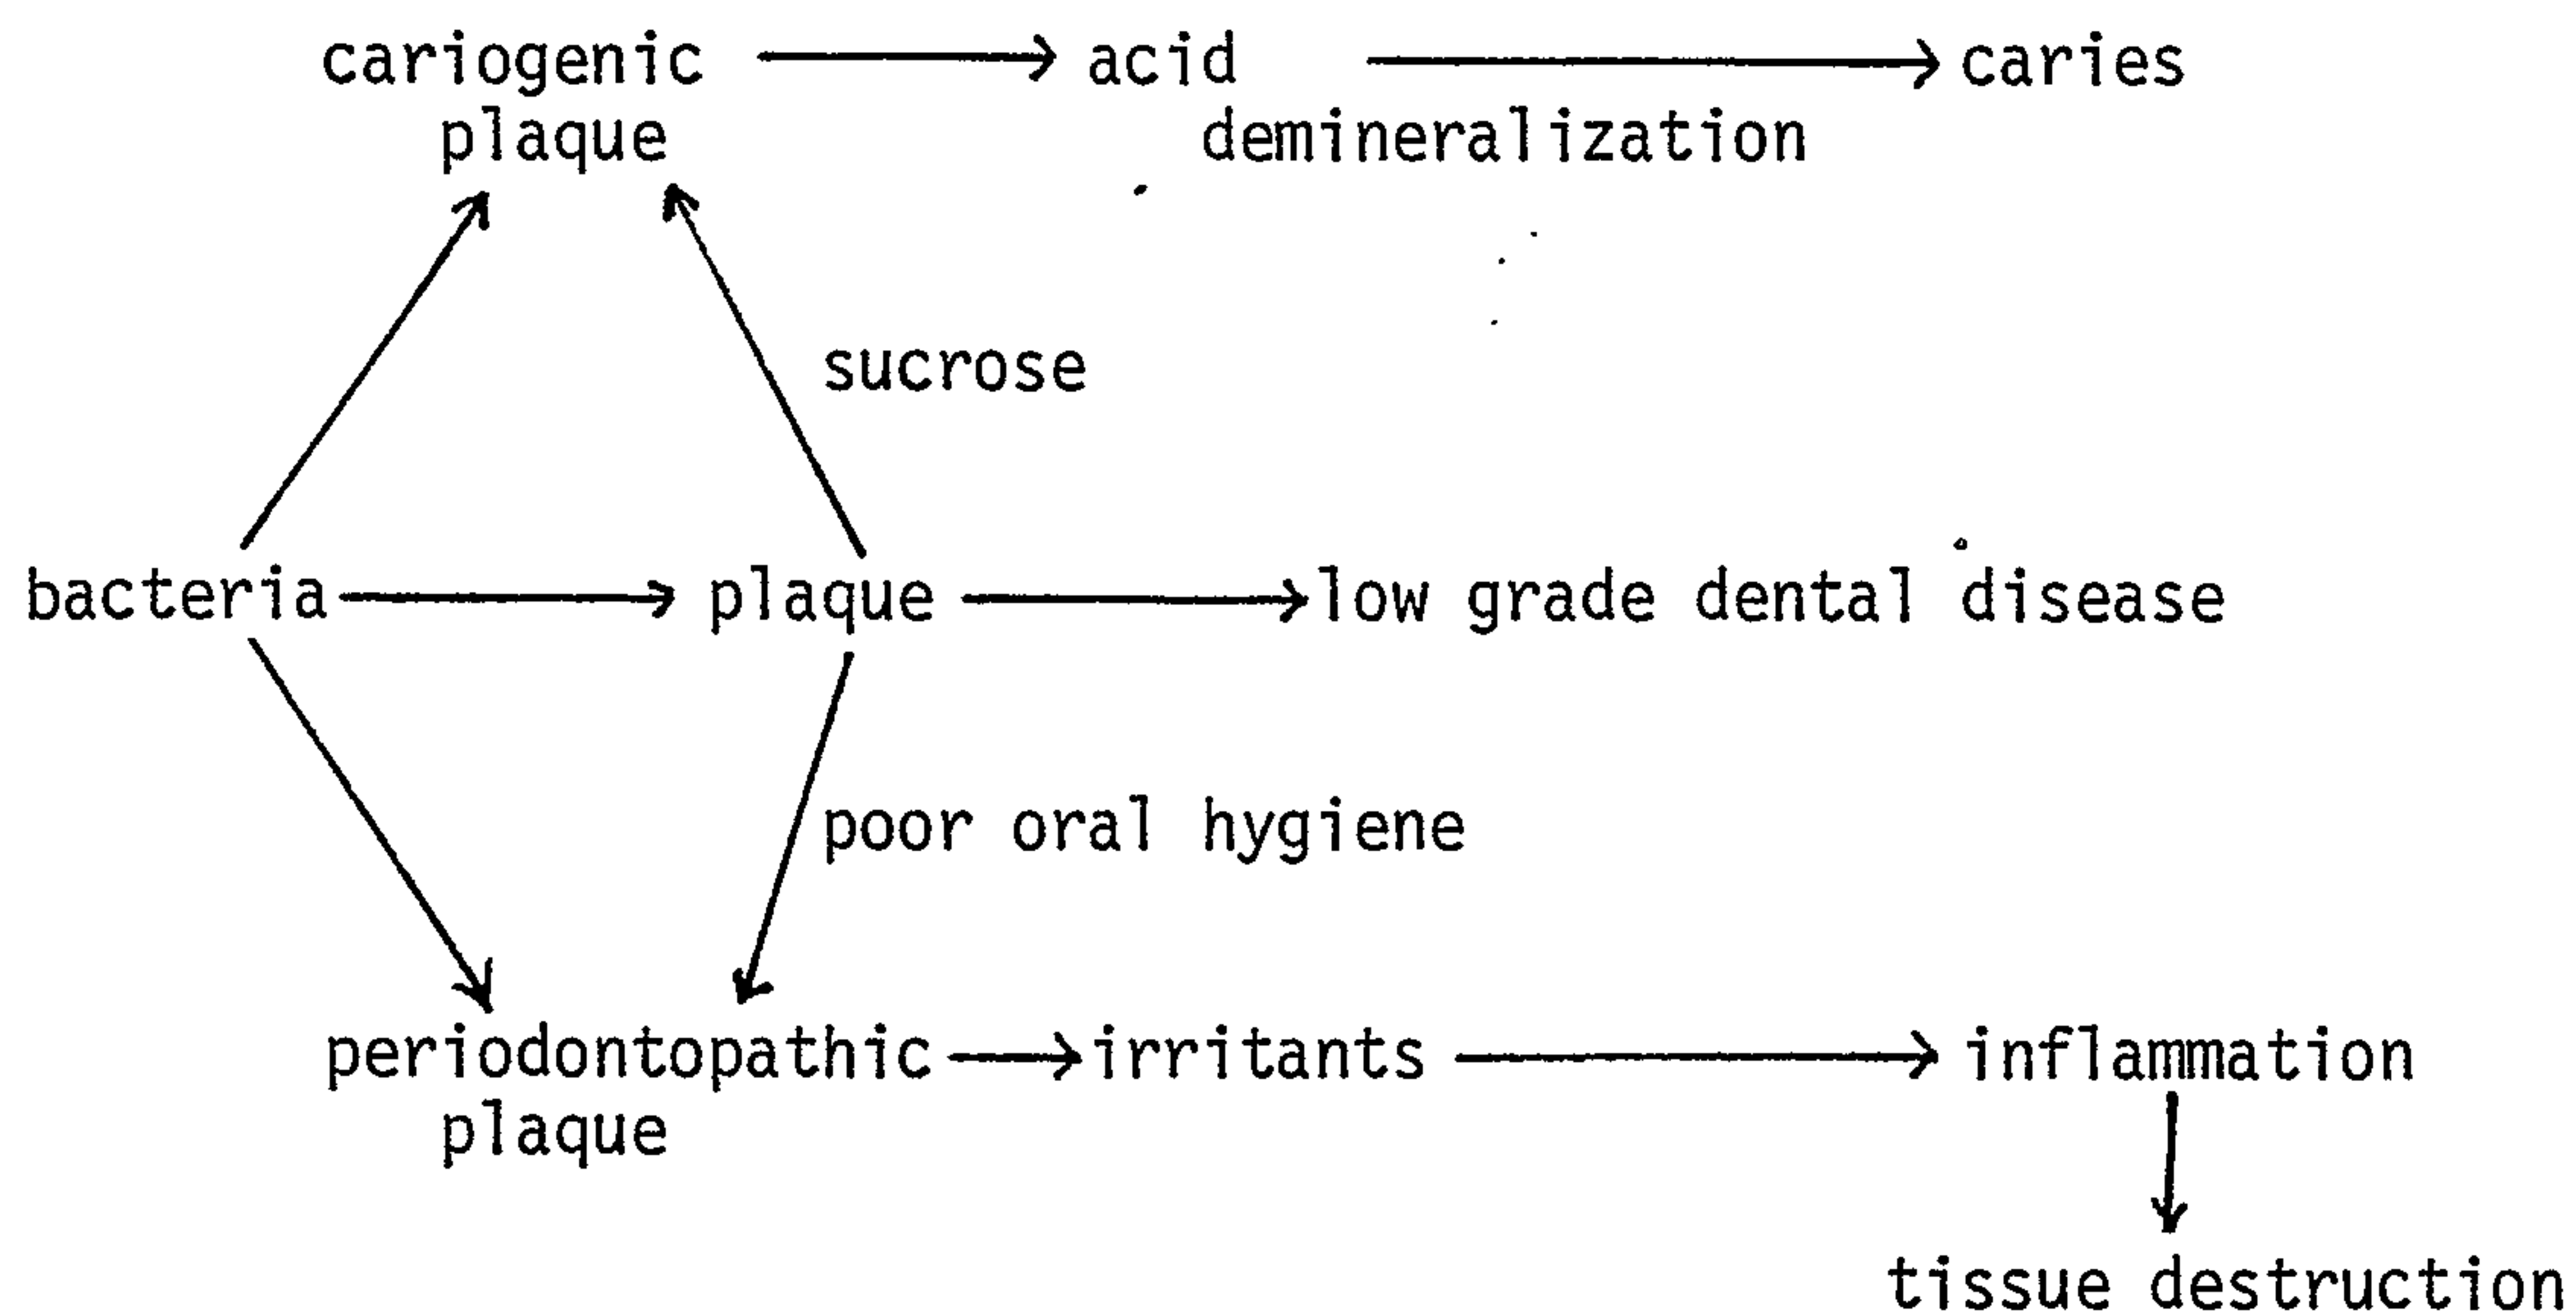 cariogenic acid caries
plaque demineralization
sucrose
bacteria plaque low grade dental disease
poor oral hygiene
periodontopathic irritants inflammation
plaque
tissue destruction